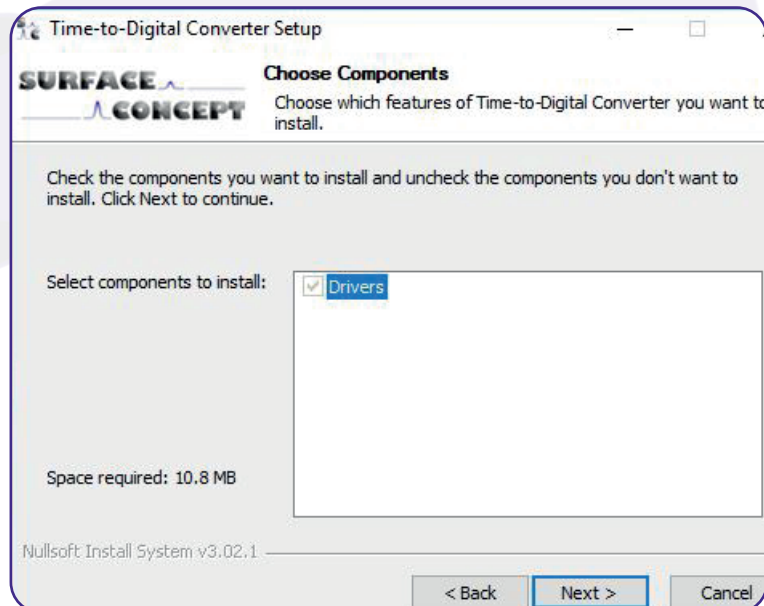 Time-to-Digital Converter Setup
SURFACE
CONCEPT
Choose Components
Choose which features of Time-to-Digital Converter you want to
install.
Check the components you want to install and uncheck the components you don't want to
install. Click Next to continue.
Select components to install:
Drivers
Space required: 10.8 MB
Nullsoft Install System v3.02.1
< Back
Next >
Cancel